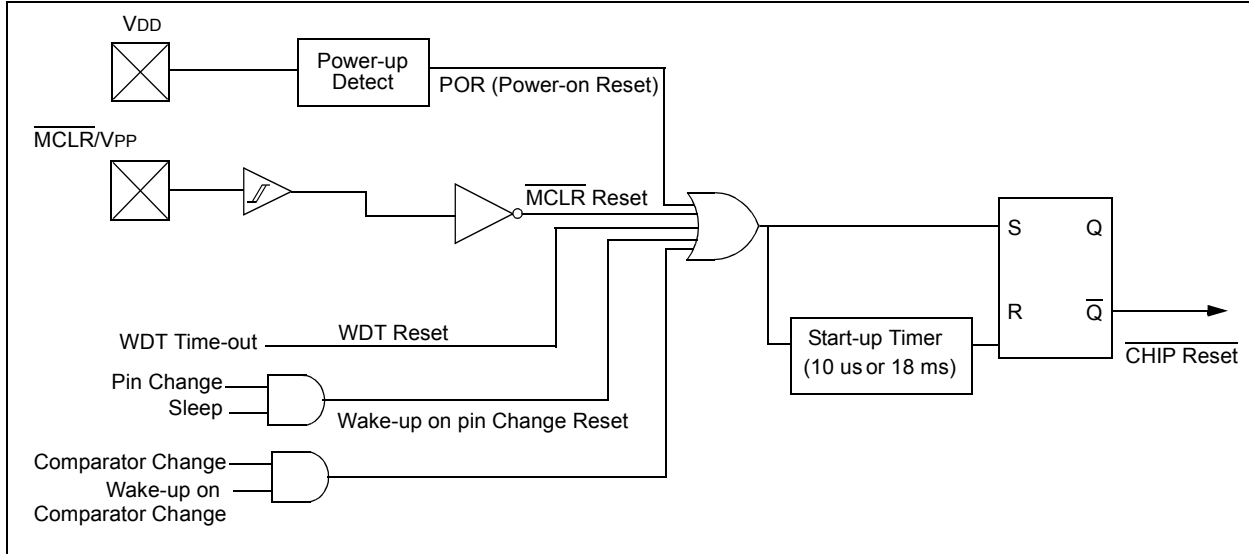 VDD
Power-up
Detect
POR (Power-on Reset)
MCLR/VPP
MCLR Reset
S Q
R Q
WDT Time-out
WDT Reset
Start-up Timer
(10 us or 18 ms)
CHIP Reset
Pin Change
Sleep
Wake-up on pin Change Reset
Comparator Change
Wake-up on
Comparator Change